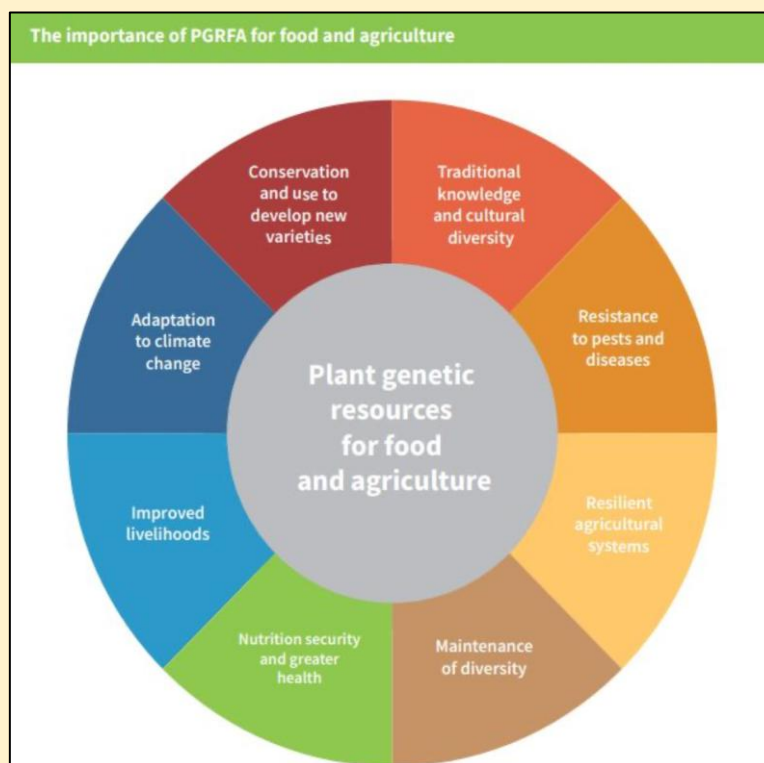 The importance of PGRFA for food and agriculture
Conservation
and use to
develop new
varieties
Traditional
knowledge
and cultural
diversity
Resistance
to pests and
diseases
Resilient
agricultural
systems
Maintenance
of diversity
Nutrition security
and greater
health
Improved
livelihoods
Adaptation
to climate
change
Plant genetic
resources
for food
and agriculture